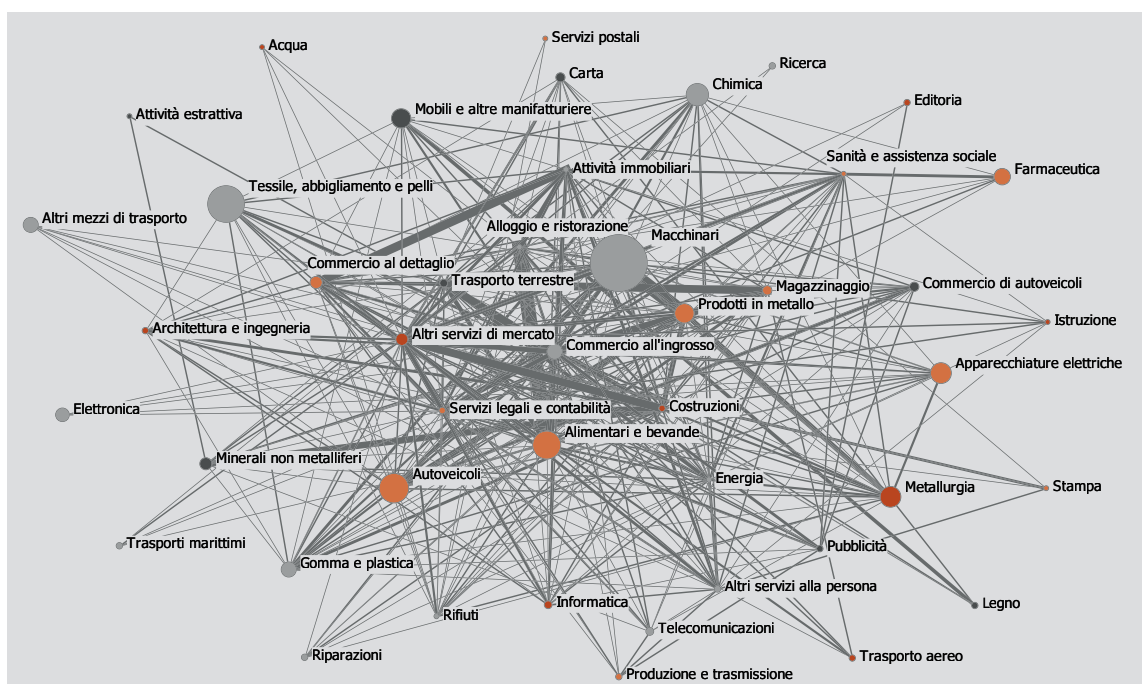 Servizi postali
Acqua
Ricerca
Carta
Chimica
Editoria
Mobili e altre manifatturiere
Attività estrattiva
Sanità e assistenza sociale
Attività immobiliari
Farmaceutica
Tessile, abbigliamento e pelli
Altri mezzi di trasporto
Alloggio e ristorazione
Macchinari
Commercio al dettaglio
Trasporto terrestre
Magazzinaggio
Commercio di autoveicoli
Prodotti in metallo
Istruzione
Architettura e ingegneria
Altri servizi di mercato
Commercio all'ingrosso
Apparecchiature elettriche
Elettronica
Servizi legali e contabilità
Costruzioni
Alimentari e bevande
Minerali non metalliferi
Autoveicoli
Energia
Metallurgia
Stampa
Trasporti marittimi
Pubblicità
Gomma e plastica
Altri servizi alla persona
Informatica
Legno
Rifiuti
Telecomunicazioni
Riparazioni
Trasporto aereo
Produzione e trasmissione